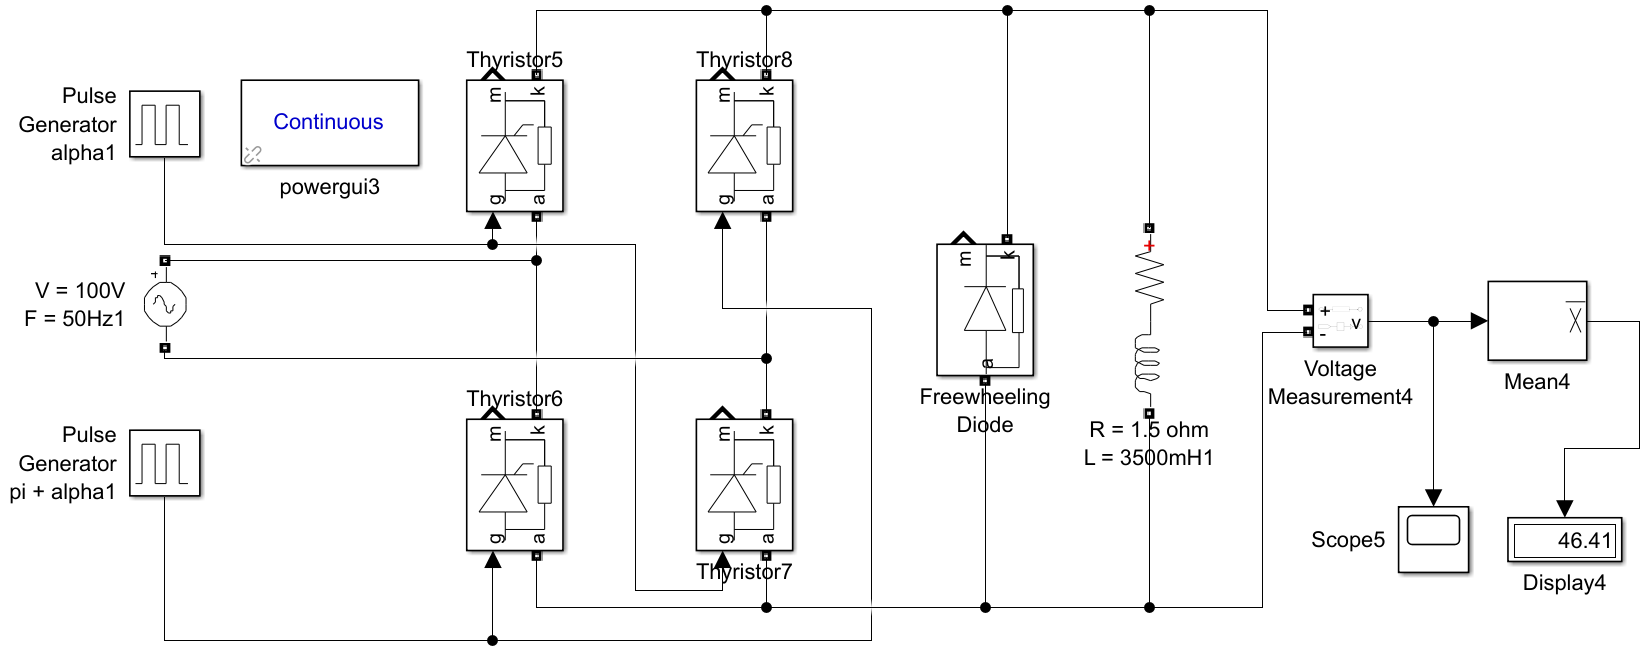 Pulse
Generator
alpha1
Continuous
powergui3
Thyristor5
m
k
g
a
Thyristor8
m
k
g
a
+
V = 100V
F = 50Hz1
Thyristor6
m
k
g
a
Thyristor7
m
k
g
a
Pulse
Generator
pi + alpha1
m
k
a
Freewheeling
Diode
+
R = 1.5 ohm
L = 3500mH1
+
-
v
Voltage
Measurement4
X
Mean4
Scope5
46.41
Display4